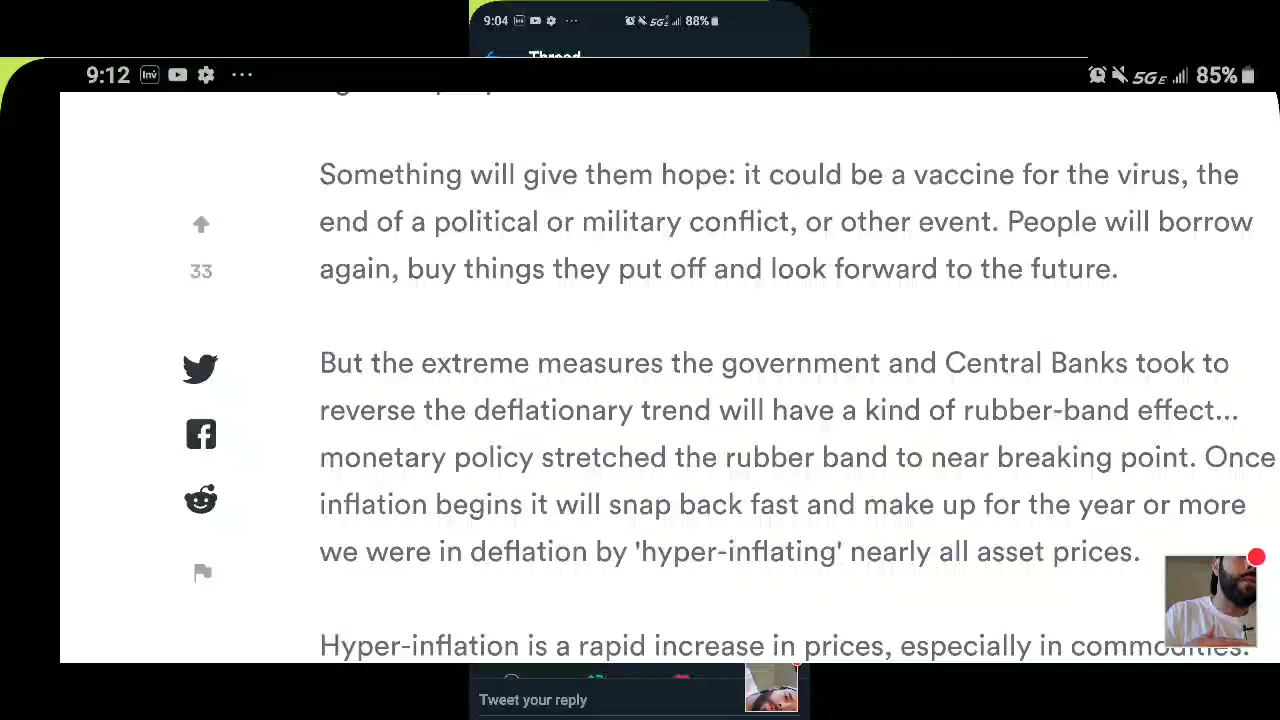 9:04 5GE 88%
Thread
9:12 Inv ... 5GE 85%
Something will give them hope: it could be a vaccine for the virus, the
end of a political or military conflict, or other event. People will borrow
again, buy things they put off and look forward to the future.
33
But the extreme measures the government and Central Banks took to
reverse the deflationary trend will have a kind of rubber-band effect...
monetary policy stretched the rubber band to near breaking point. Once
inflation begins it will snap back fast and make up for the year or more
we were in deflation by 'hyper-inflating' nearly all asset prices.
Hyper-inflation is a rapid increase in prices, especially in commodities.
Tweet your reply